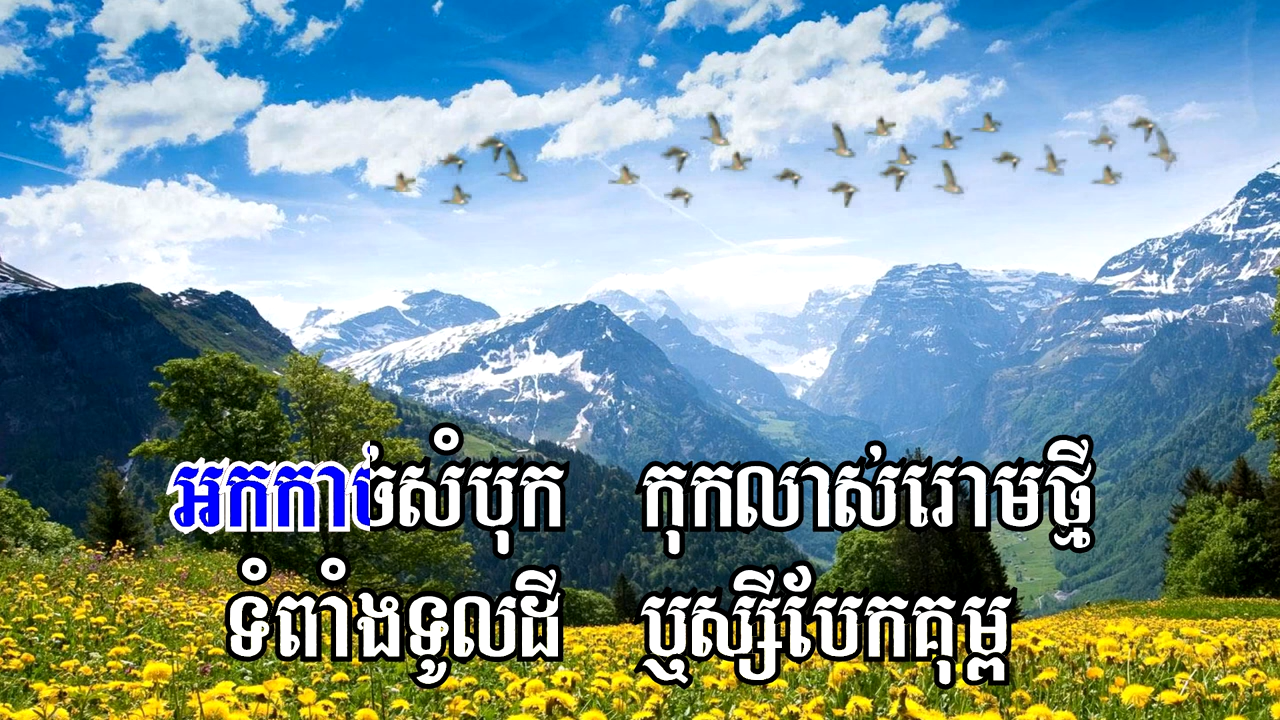 អកកាច់សំបុក កុកលាស់រោមថ្មី
ទំពាំងទូលដី ឬស្សីបែកគុម្ព